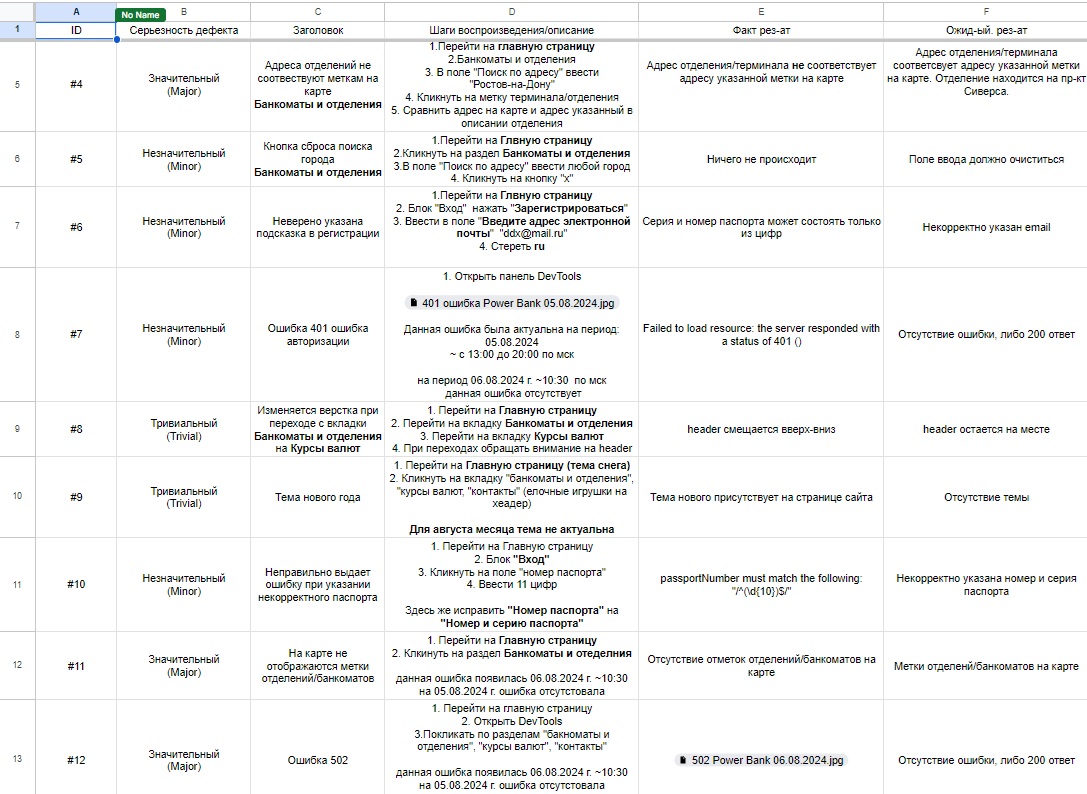 A
B
C
D
E
F
No Name
1
ID
Серьезность дефекта
Заголовок
Шаги воспроизведения/описание
Факт рез-ат
Ожид-ый. рез-ат
5
#4
Значительный
(Major)
Адреса отделений не
соотвествуют меткам на
карте
Банкоматы и отделения
1.Перейти на главную страницу
2.Банкоматы и отделения
3. В поле "Поиск по адресу" ввести
"Ростов-на-Дону"
4. Кликнуть на метку терминала/отделения
5. Сравнить адрес на карте и адрес указанный в
описании отделения
Адрес отделения/терминала не соответствует
адресу указанной метки на карте
Адрес отделения/терминала
соответсвует адресу указанной метки
на карте. Отделение находится на пр-кт
Сиверса.
6
#5
Незначительный
(Minor)
Кнопка сброса поиска
города
Банкоматы и отделения
1.Перейти на Глвную страницу
2.Кликнуть на раздел Банкоматы и отделения
3.В поле "Поиск по адресу" ввести любой город
4. Кликнуть на кнопку "х"
Ничего не происходит
Поле ввода должно очиститься
7
#6
Незначительный
(Minor)
Неверено указана
подсказка в регистрации
1.Перейти на Глвную страницу
2. Блок "Вход" нажать "Зарегистрироваться"
3. Ввести в поле "Введите адрес электронной
почты" "ddx@mail.ru"
4. Стереть ru
Серия и номер паспорта может состоять только
из цифр
Некорректно указан email
8
#7
Незначительный
(Minor)
Ошибка 401 ошибка
авторизации
1. Открыть панель DevTools
401 ошибка Power Bank 05.08.2024.jpg
Данная ошибка была актуальна на период:
05.08.2024
~ с 13:00 до 20:00 по мск
на период 06.08.2024 г. ~10:30 по мск
данная ошибка отсутствует
Failed to load resource: the server responded with
a status of 401 ()
Отсутствие ошибки, либо 200 ответ
9
#8
Тривиальный
(Trivial)
Изменяется верстка при
переходе с вкладки
Банкоматы и отделения
на Курсы валют
1. Перейти на Главную страницу
2. Перейти на вкладку Банкоматы и отделения
3. Перейти на вкладку Курсы валют
4. При переходах обращать внимание на header
header смещается вверх-вниз
header остается на месте
10
#9
Тривиальный
(Trivial)
Тема нового года
1. Перейти на Главную страницу (тема снега)
2. Кликнуть на вкладку "банкоматы и отделения",
"курсы валют, "контакты" (елочные игрушки на
хеадер)
Для августа месяца тема не актуальна
Тема нового присутствует на странице сайта
Отсутствие темы
11
#10
Незначительный
(Minor)
Неправильно выдает
ошибку при указании
некорректного паспорта
1. Перейти на Главную страницу
2. Блок "Вход"
3. Кликнуть на поле "номер паспорта"
4. Ввести 11 цифр
Здесь же исправить "Номер паспорта" на
"Номер и серию паспорта"
passportNumber must match the following:
"/^(\d{10})$/"
Некорректно указана номер и серия
паспорта
12
#11
Значительный
(Major)
На карте не
отображаются метки
отделений/банкоматов
1. Перейти на Главную страницу
2. Клкинуть на раздел Банкоматы и отеделния
данная ошибка появилась 06.08.2024 г. ~10:30
на 05.08.2024 г. ошибка отсутстовала
Отсутствие отметок отделений/банкоматов на
карте
Метки отделенй/банкоматов на карте
13
#12
Значительный
(Major)
Ошибка 502
1. Перейти на главную страницу
2. Открыть DevTools
3.Покликать по разделам "бакноматы и
отделения", "курсы валют", "контакты"
данная ошибка появилась 06.08.2024 г. ~10:30
на 05.08.2024 г. ошибка отсутстовала
502 Power Bank 06.08.2024.jpg
Отсутствие ошибки, либо 200 ответ